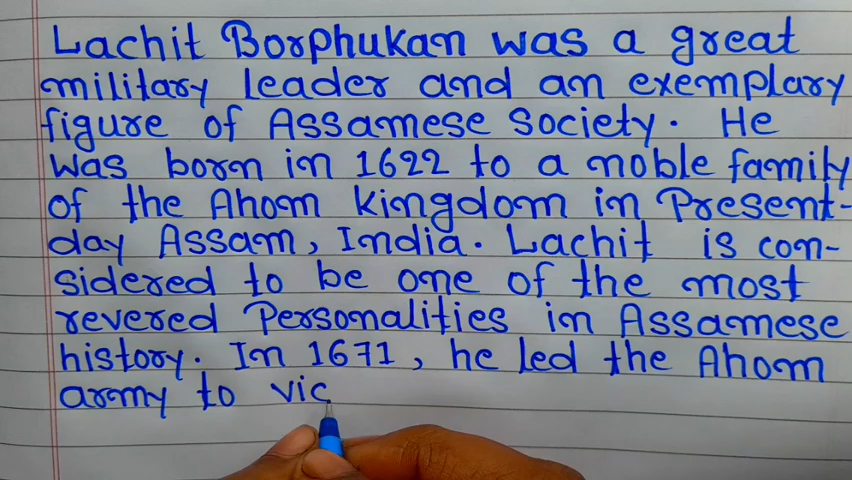 Lachit Borphukan was a great
military leader and an exemplary
figure of Assamese Society. He
was born in 1622 to a noble family
of the Ahom kingdom in Present-
day Assam, India. Lachit is con-
sidered to be one of the most
revered Personalities in Assamese
history. In 1671, he led the Ahom
army to vic